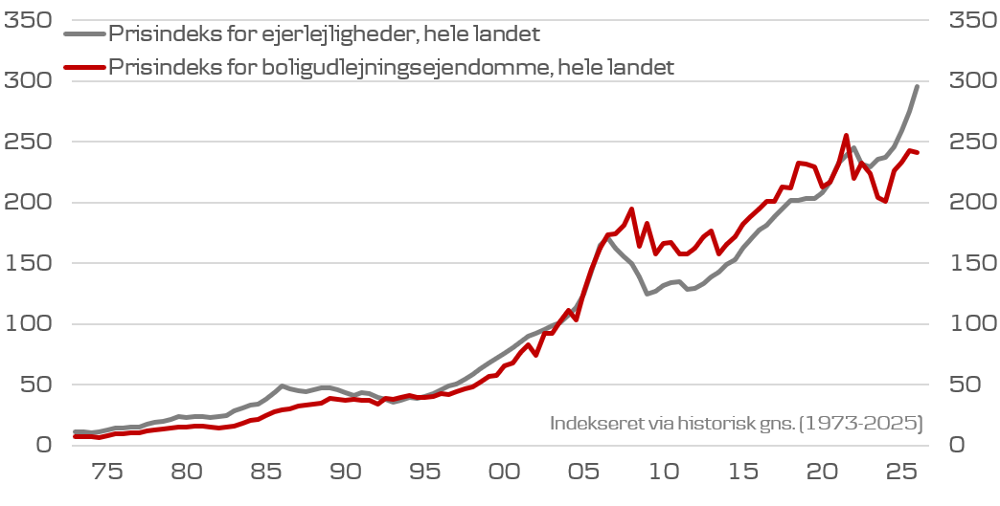 350 350
Prisindeks for ejerlejligheder, hele landet
Prisindeks for boligudlejningsejendomme, hele landet
300 300
250 250
200 200
150 150
100 100
50 50
Indekseret via historisk gns. (1973-2025)
0 0
75 80 85 90 95 00 05 10 15 20 25